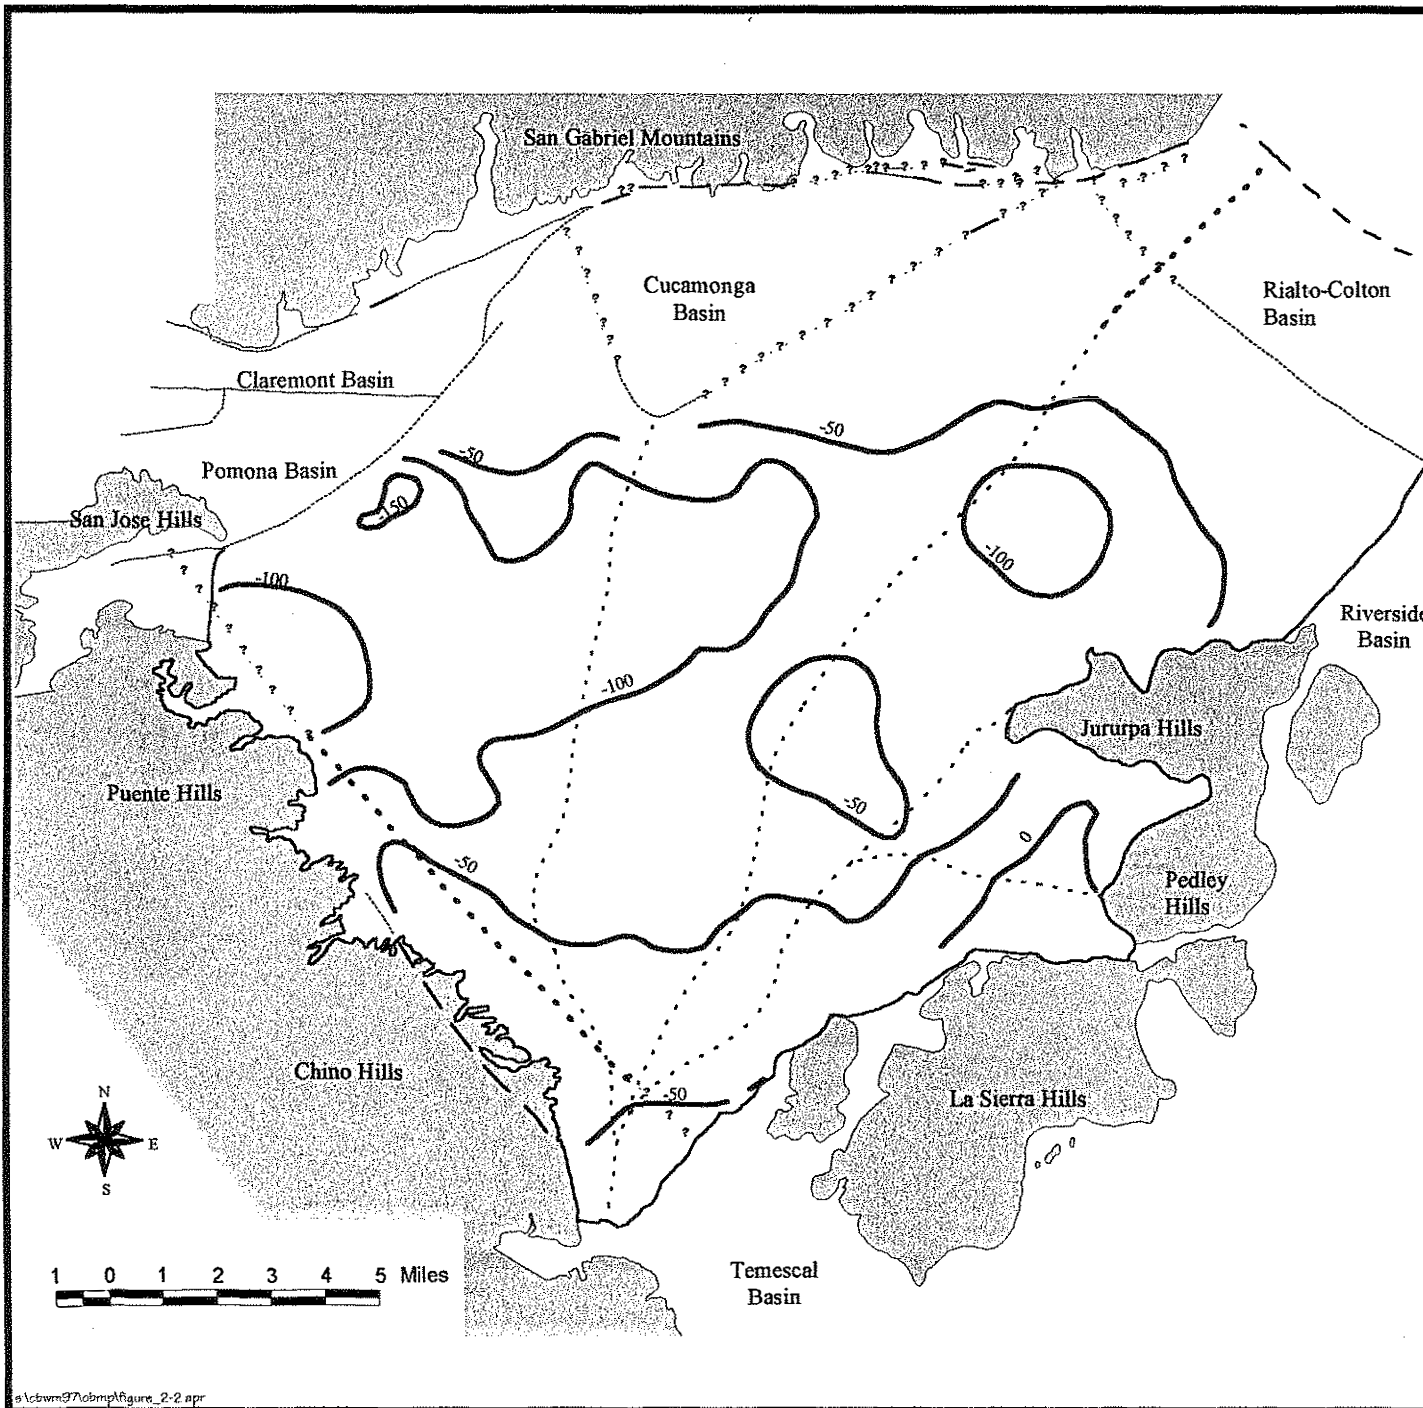 San Gabriel Mountains
Cucamonga
Basin
Rialto-Colton
Basin
Claremont Basin
-50
-50
Pomona Basin
-150
San Jose Hills
-100
-100
Riverside
Basin
-100
Jururpa Hills
Puente Hills
-50
0
-50
Pedley
Hills
Chino Hills
-50
La Sierra Hills
N
W
E
S
1 0 1 2 3 4 5 Miles
Temescal
Basin
s:\cbwm97\obmp\figure_2-2.apr